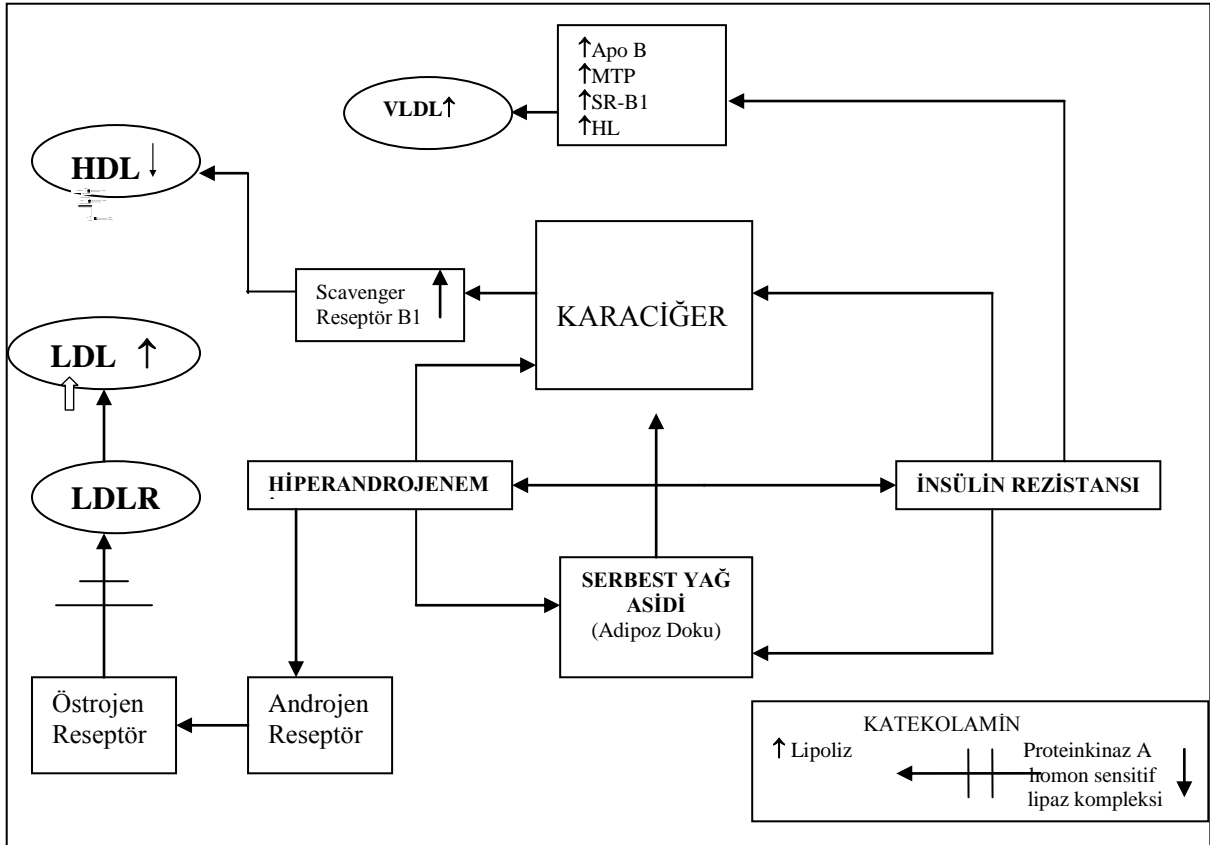 ↑Apo B
↑MTP
↑SR-B1
↑HL
VLDL↑
HDL ↓
Scavenger
Reseptör B1 ↑
KARACİĞER
LDL ↑
HİPERANDROJENEM
İNSÜLİN REZİSTANSI
LDLR
SERBEST YAĞ
ASİDİ
(Adipoz Doku)
Östrojen
Reseptör
Androjen
Reseptör
KATEKOLAMİN
↑ Lipoliz
Proteinkinaz A
homon sensitif
lipaz kompleksi ↓